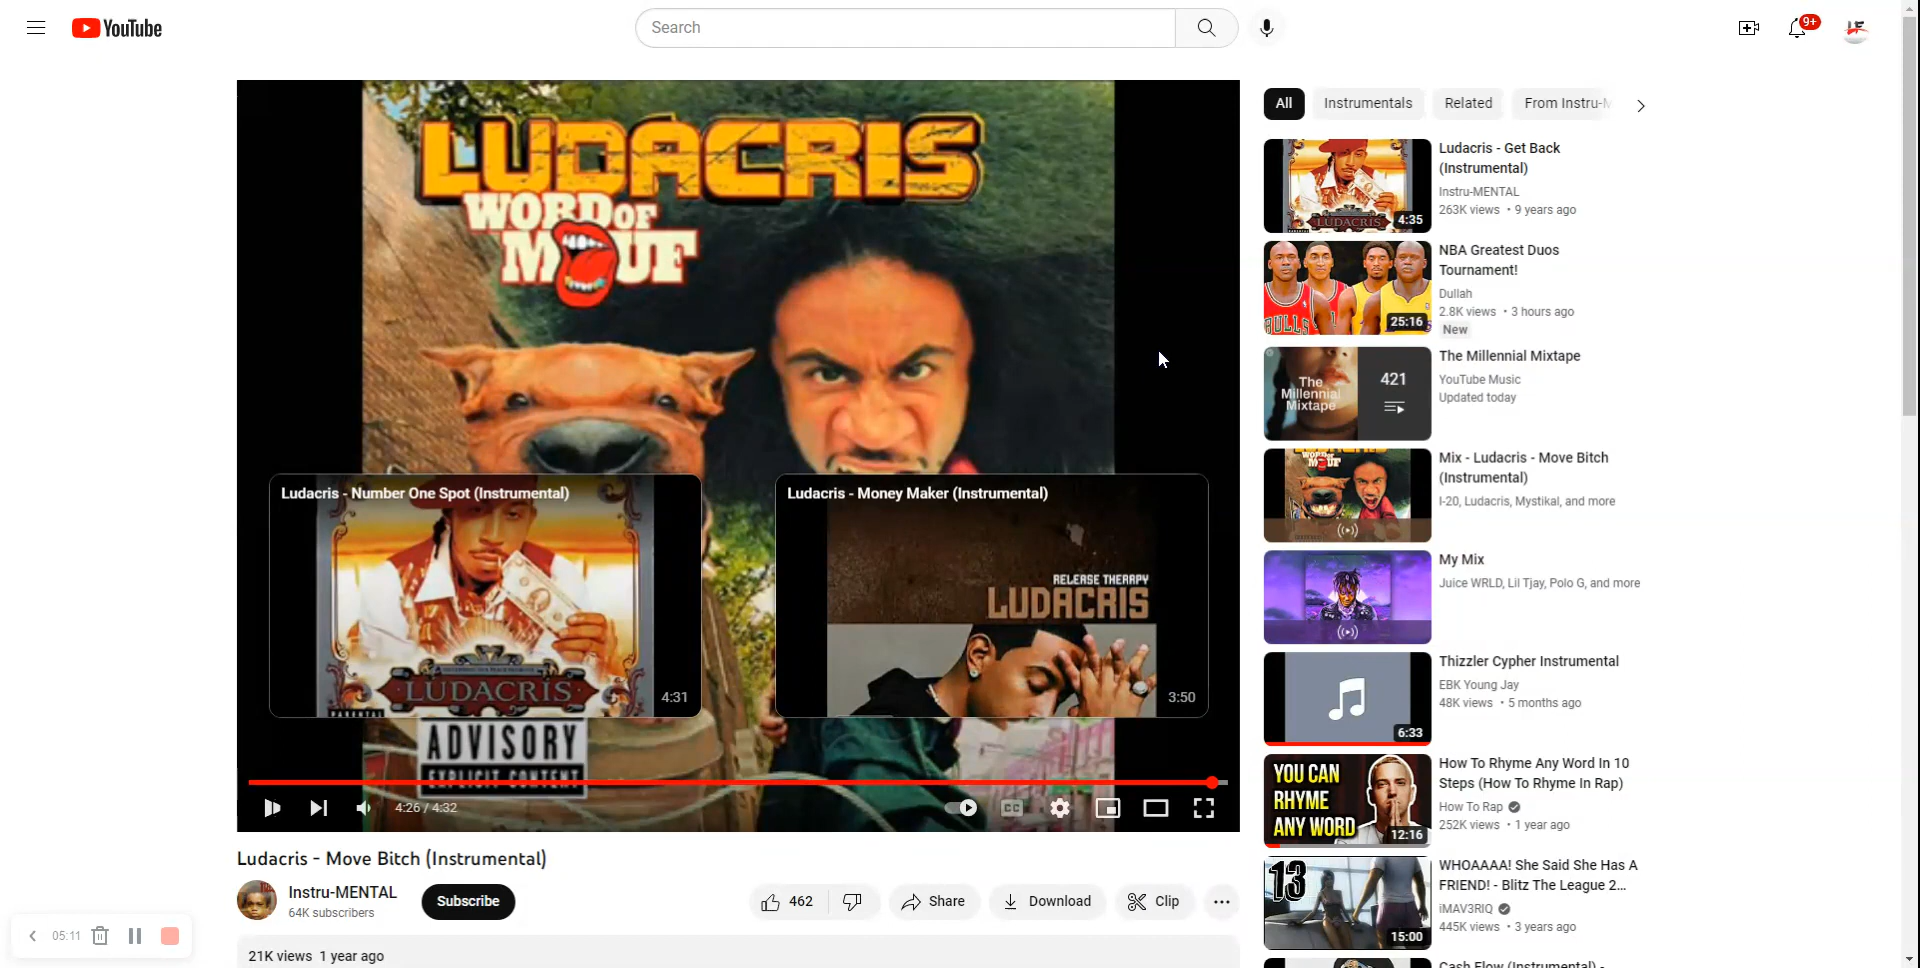 YouTube
Search
9+
LUDACRIS
WORD OF
MOUF
Ludacris - Number One Spot (Instrumental)
LUDACRIS
4:31
Ludacris - Money Maker (Instrumental)
RELEASE THERAPY
LUDACRIS
3:50
ADVISORY
EXPLICIT CONTENT
4:26 / 4:32
CC
Ludacris - Move Bitch (Instrumental)
Instru-MENTAL
64K subscribers
Subscribe
462
Share
Download
Clip
05:11
21K views 1 year ago
All
Instrumentals
Related
From Instru-M
LUDACRIS
4:35
Ludacris - Get Back
(Instrumental)
Instru-MENTAL
263K views • 9 years ago
BULLS
25:16
NBA Greatest Duos
Tournament!
Dullah
2.8K views • 3 hours ago
New
The
Millennial
Mixtape
421
The Millennial Mixtape
YouTube Music
Updated today
WORD OF
MOUF
Mix - Ludacris - Move Bitch
(Instrumental)
I-20, Ludacris, Mystikal, and more
My Mix
Juice WRLD, Lil Tjay, Polo G, and more
6:33
Thizzler Cypher Instrumental
EBK Young Jay
48K views • 5 months ago
YOU CAN
RHYME
ANY WORD
12:16
How To Rhyme Any Word In 10
Steps (How To Rhyme In Rap)
How To Rap
252K views • 1 year ago
13
15:00
WHOAAAA! She Said She Has A
FRIEND! - Blitz The League 2...
iMAV3RIQ
445K views • 3 years ago
Cash Flow (Instrumental) -